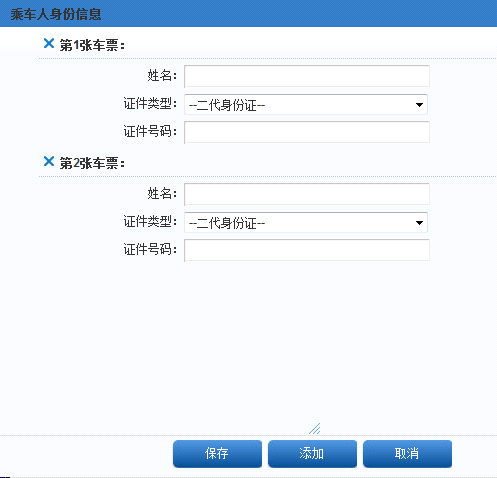 乘车人身份信息
第1张车票：
姓名：
证件类型： --二代身份证--
证件号码：
第2张车票：
姓名：
证件类型： --二代身份证--
证件号码：
保存 添加 取消